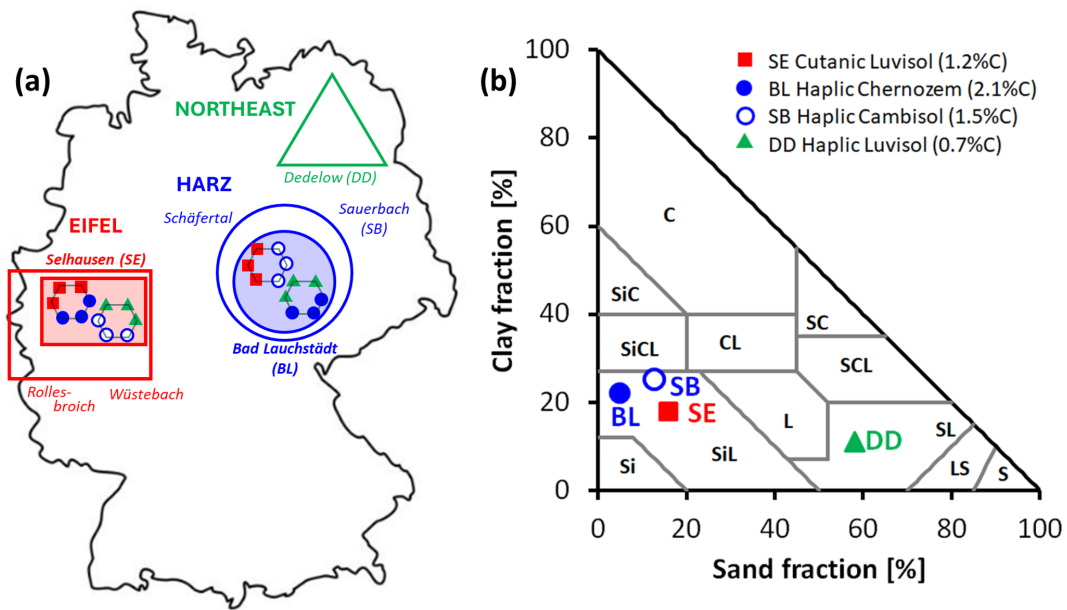 (a)
NORTHEAST
Dedelow (DD)
HARZ
Schäfertal
Sauerbach
(SB)
EIFEL
Selhausen (SE)
Bad Lauchstädt
(BL)
Rolles-
broich
Wüstebach
(b)
SE Cutanic Luvisol (1.2%C)
BL Haplic Chernozem (2.1%C)
SB Haplic Cambisol (1.5%C)
DD Haplic Luvisol (0.7%C)
Clay fraction [%]
100
80
60
40
20
0
C
SiC
SC
SiCL
CL
SCL
SB
BL
SE
L
DD
SL
Si
SiL
LS
S
0
20
40
60
80
100
Sand fraction [%]